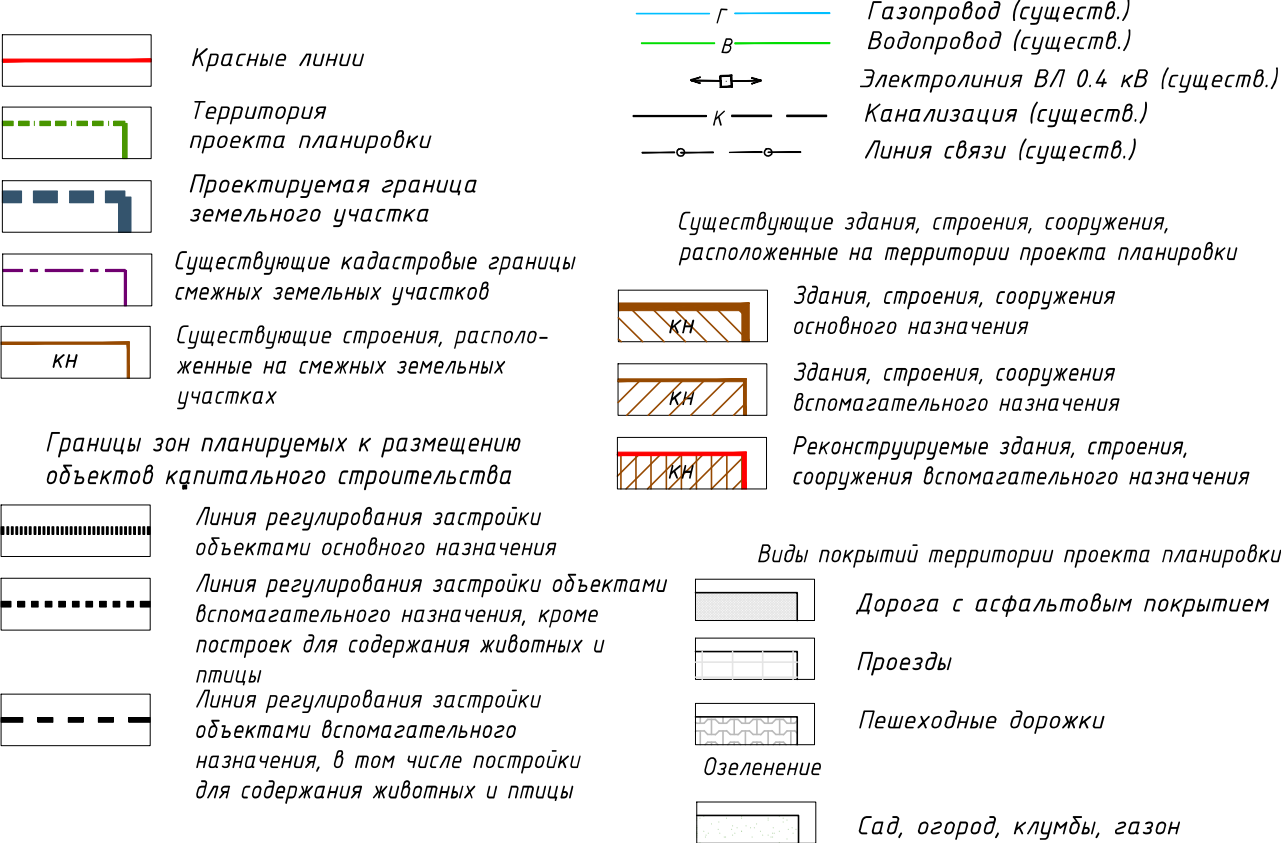 Красные линии
Территория
проекта планировки
Проектируемая граница
земельного участка
Существующие кадастровые границы
смежных земельных участков
КН
Существующие строения, располо-
женные на смежных земельных
участках
Границы зон планируемых к размещению
объектов капитального строительства
Линия регулирования застройки
объектами основного назначения
Линия регулирования застройки объектами
вспомагательного назначения, кроме
построек для содержания животных и
птицы
Линия регулирования застройки
объектами вспомагательного
назначения, в том числе постройки
для содержания животных и птицы
Г Газопровод (существ.)
В Водопровод (существ.)
Электролиния ВЛ 0.4 кВ (существ.)
К Канализация (существ.)
Линия связи (существ.)
Существующие здания, строения, сооружения,
расположенные на территории проекта планировки
КН
Здания, строения, сооружения
основного назначения
КН
Здания, строения, сооружения
вспомагательного назначения
КН
Реконструируемые здания, строения,
сооружения вспомагательного назначения
Виды покрытий территории проекта планировки
Дорога с асфальтовым покрытием
Проезды
Пешеходные дорожки
Озеленение
Сад, огород, клумбы, газон